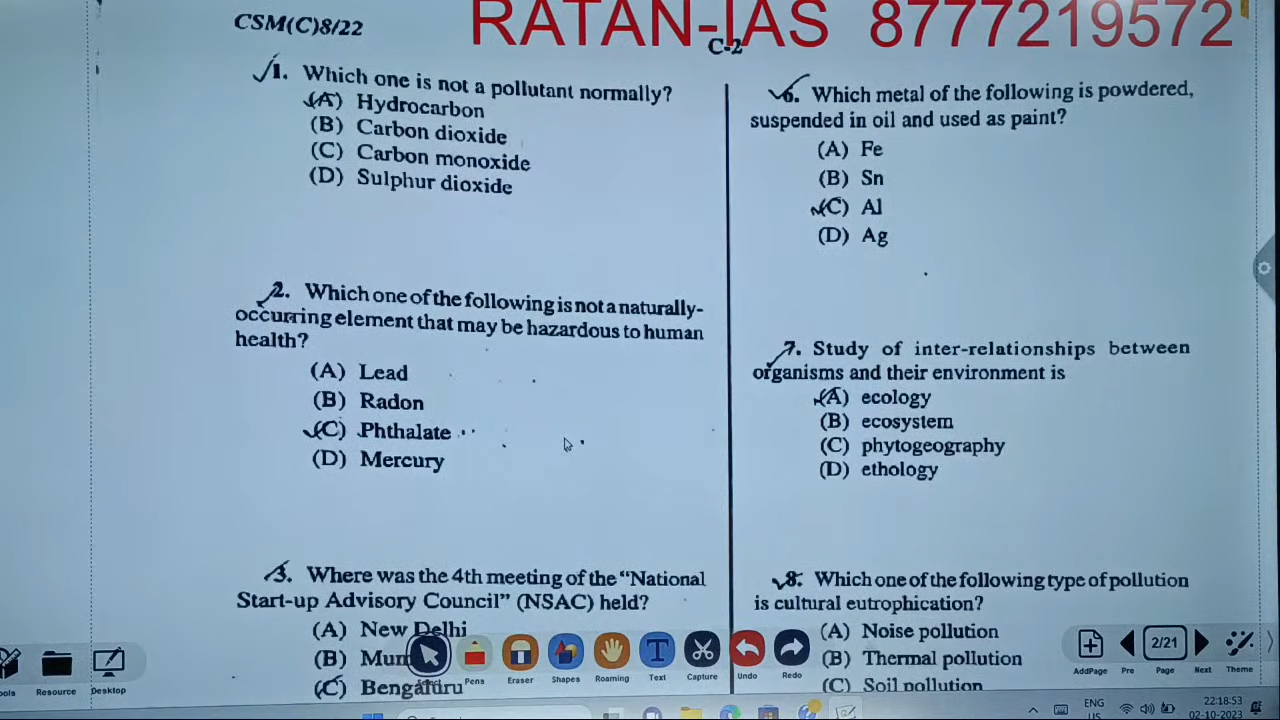 RATAN-IAS 8777219572
CSM(C)8/22
C-2
1. Which one is not a pollutant normally?
(A) Hydrocarbon
(B) Carbon dioxide
(C) Carbon monoxide
(D) Sulphur dioxide
2. Which one of the following is not a naturally-
occurring element that may be hazardous to human
health?
(A) Lead
(B) Radon
(C) Phthalate
(D) Mercury
3. Where was the 4th meeting of the “National
Start-up Advisory Council” (NSAC) held?
(A) New Delhi
(B)
(C) Bengaluru
6. Which metal of the following is powdered,
suspended in oil and used as paint?
(A) Fe
(B) Sn
(C) Al
(D) Ag
7. Study of inter-relationships between
organisms and their environment is
(A) ecology
(B) ecosystem
(C) phytogeography
(D) ethology
8. Which one of the following type of pollution
is cultural eutrophication?
(A) Noise pollution
(B) Thermal pollution
(C) Soil pollution
Resource
Desktop
Pens
Eraser
Shapes
Roaming
Text
Capture
Undo
Redo
AddPage
Pre
2/21
Page
Next
Theme
ENG
US
22:18:53
02-10-2023